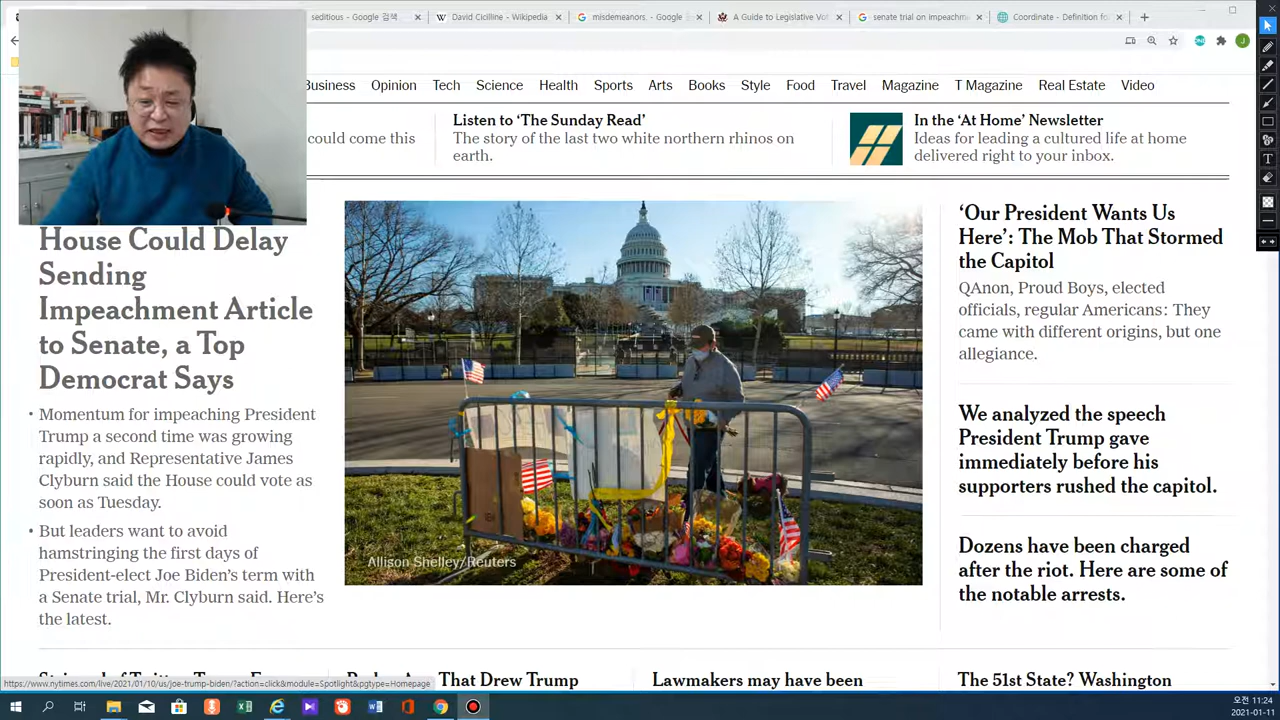 seditious - Google 검색
David Cicilline - Wikipedia
misdemeanors. - Google
A Guide to Legislative Vot
senate trial on impeachme
Coordinate - Definition fo
Business Opinion Tech Science Health Sports Arts Books Style Food Travel Magazine T Magazine Real Estate Video
could come this
Listen to ‘The Sunday Read’
The story of the last two white northern rhinos on
earth.
In the ‘At Home’ Newsletter
Ideas for leading a cultured life at home
delivered right to your inbox.
House Could Delay
Sending
Impeachment Article
to Senate, a Top
Democrat Says
• Momentum for impeaching President
Trump a second time was growing
rapidly, and Representative James
Clyburn said the House could vote as
soon as Tuesday.
• But leaders want to avoid
hamstringing the first days of
President-elect Joe Biden’s term with
a Senate trial, Mr. Clyburn said. Here’s
the latest.
Allison Shelley/Reuters
‘Our President Wants Us
Here’: The Mob That Stormed
the Capitol
QAnon, Proud Boys, elected
officials, regular Americans: They
came with different origins, but one
allegiance.
We analyzed the speech
President Trump gave
immediately before his
supporters rushed the capitol.
Dozens have been charged
after the riot. Here are some of
the notable arrests.
That Drew Trump
Lawmakers may have been
The 51st State? Washington
https://www.nytimes.com/live/2021/01/10/us/joe-trump-biden/?action=click&module=Spotlight&pgtype=Homepage
오전 11:24
2021-01-11